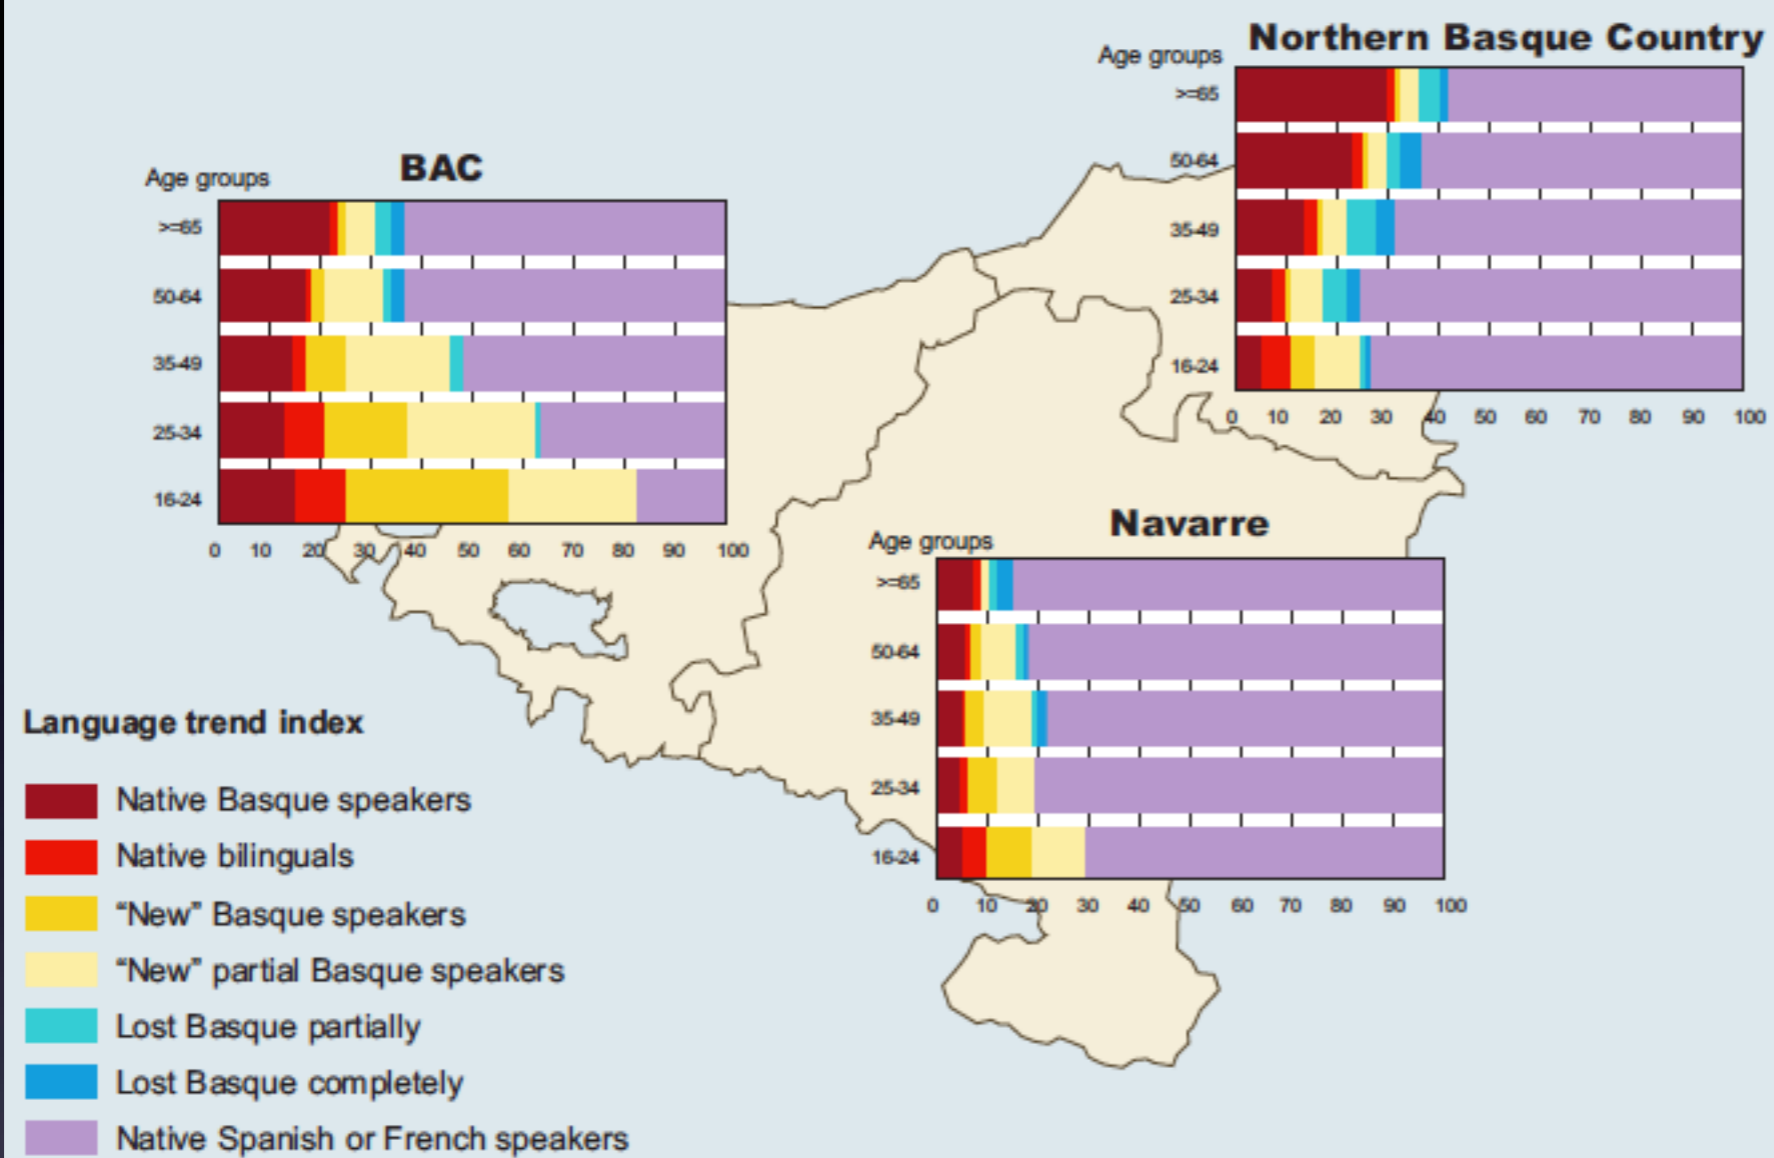 Northern Basque Country
Age groups
>=65
50-64
35-49
25-34
16-24
0 10 20 30 40 50 60 70 80 90 100
BAC
Age groups
>=65
50-64
35-49
25-34
16-24
0 10 20 30 40 50 60 70 80 90 100
Navarre
Age groups
>=65
50-64
35-49
25-34
16-24
0 10 20 30 40 50 60 70 80 90 100
Language trend index
Native Basque speakers
Native bilinguals
“New” Basque speakers
“New” partial Basque speakers
Lost Basque partially
Lost Basque completely
Native Spanish or French speakers